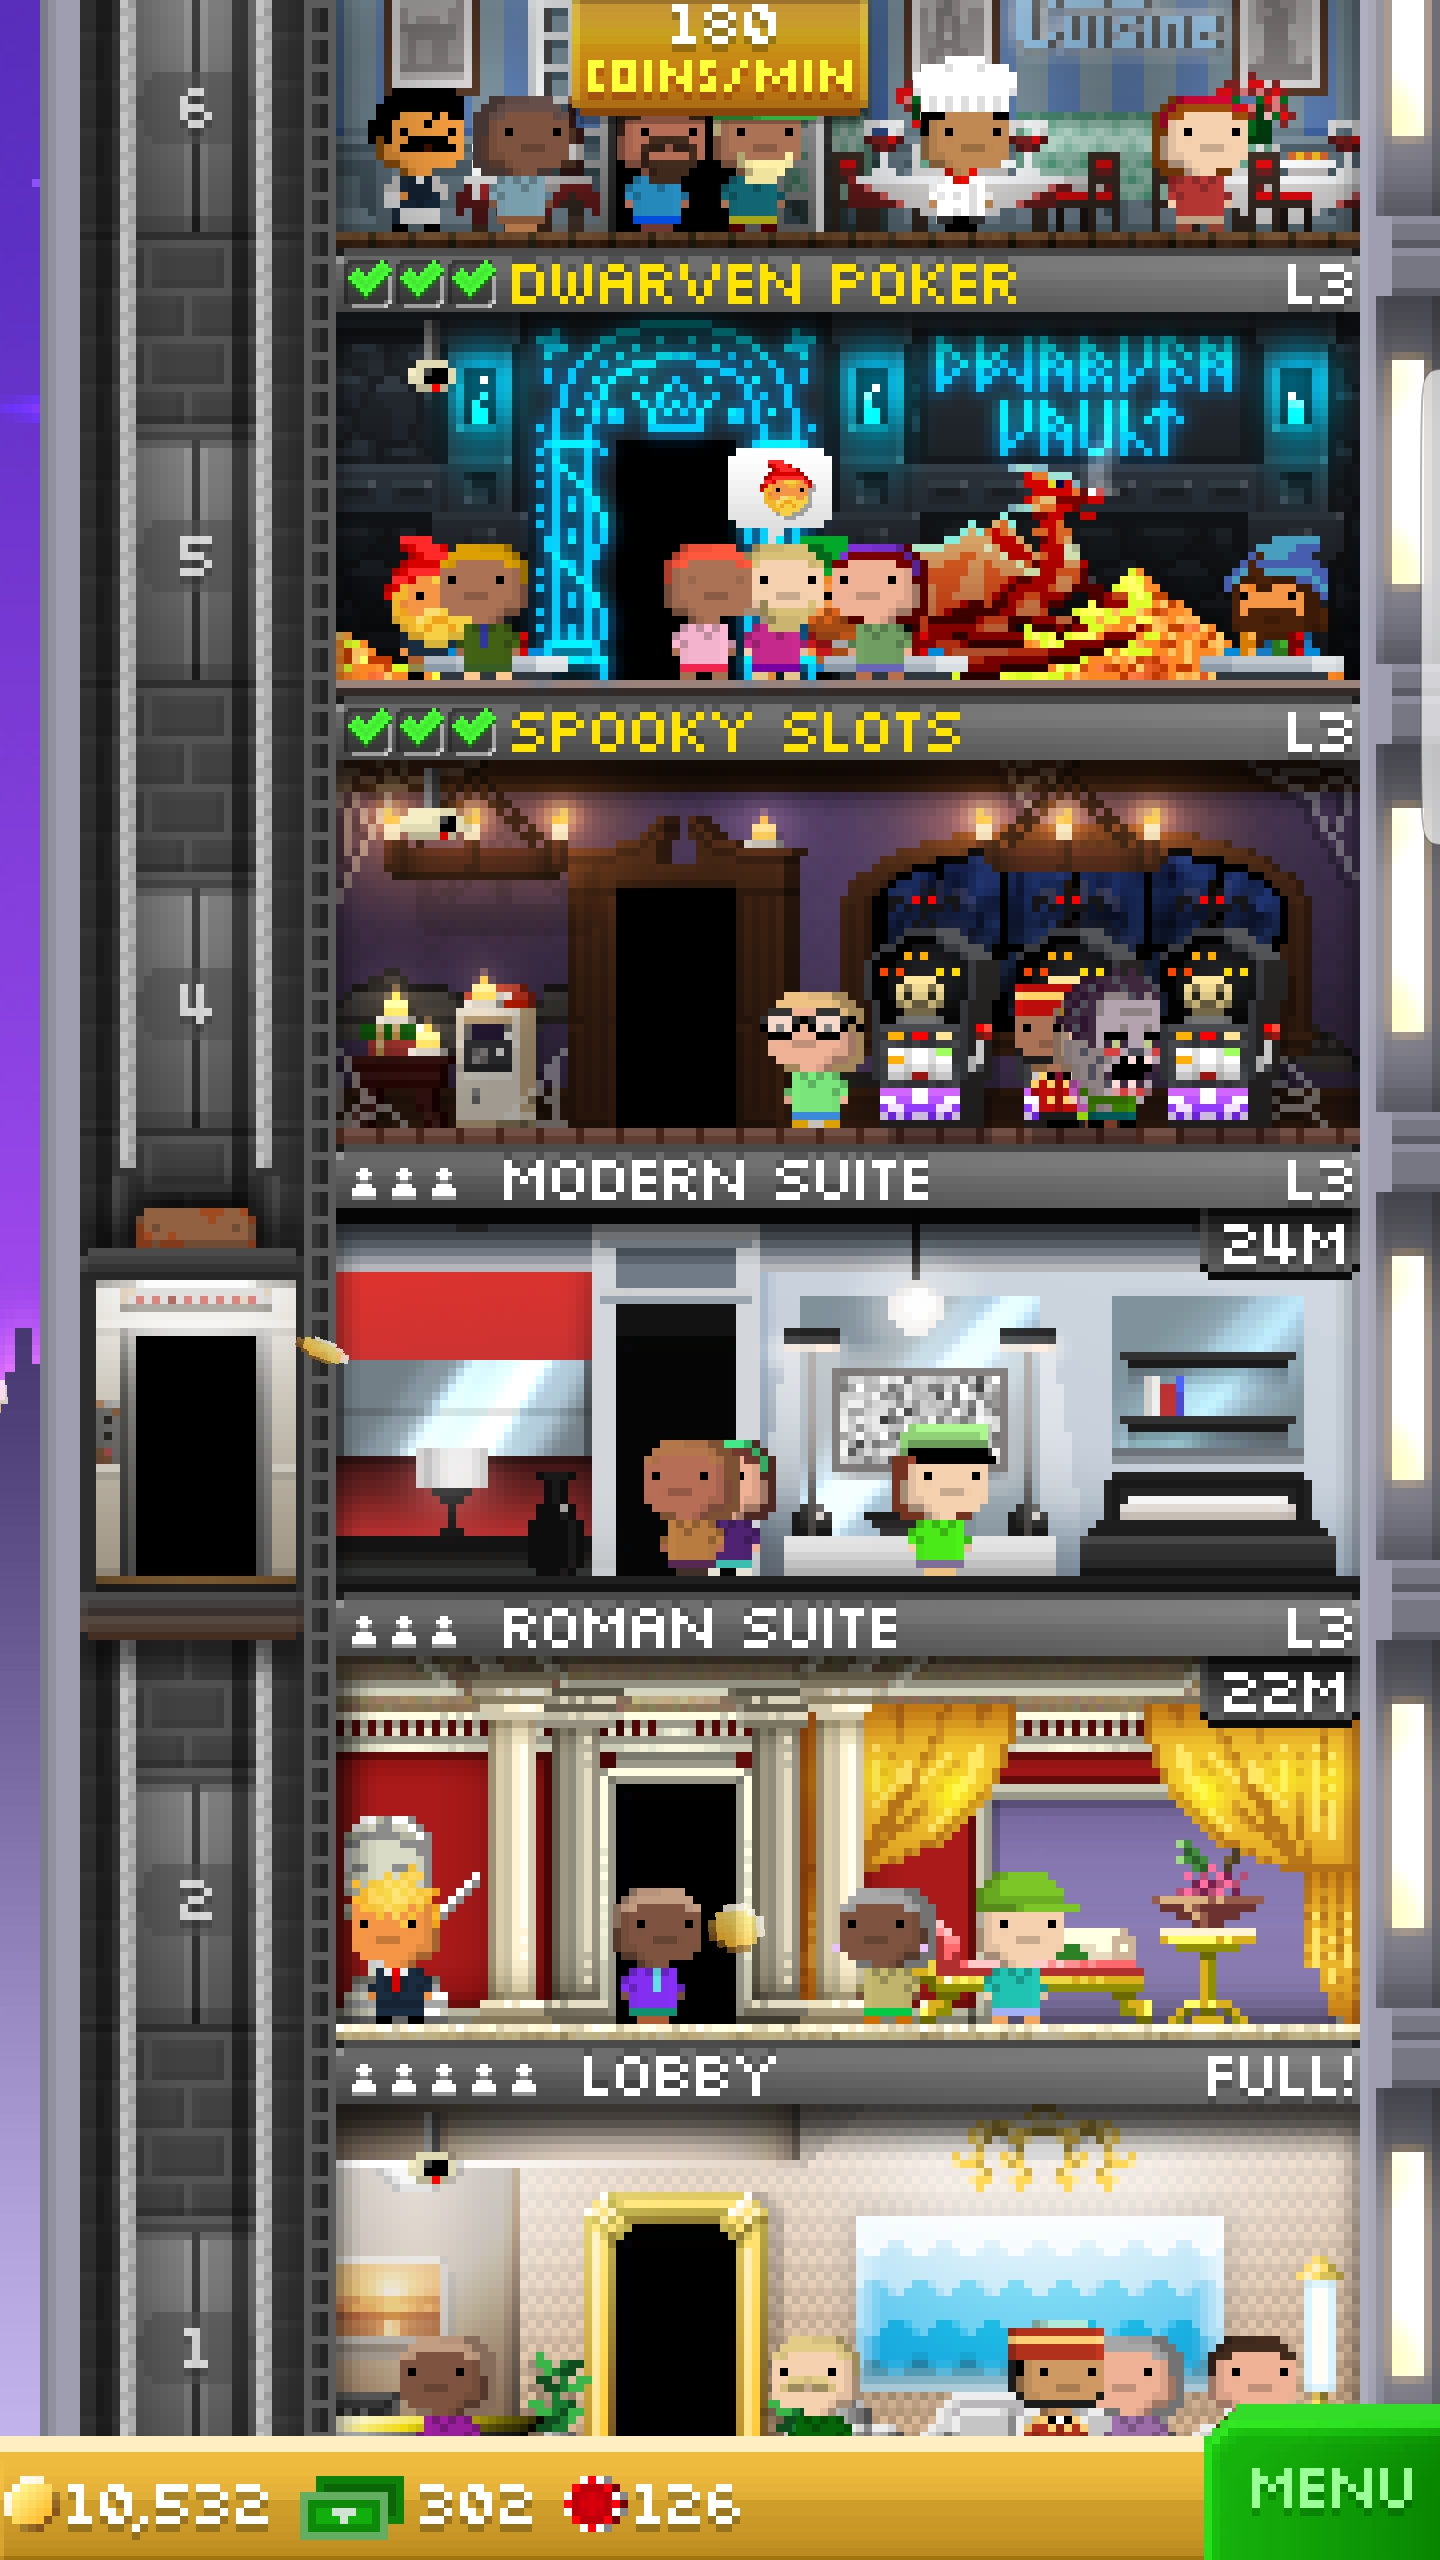 180
COINS/MIN
Cuisine
6
DWARVEN POKER L3
DWARVEN
VAULT
5
SPOOKY SLOTS L3
4
MODERN SUITE L3
24M
ROMAN SUITE L3
22M
2
LOBBY FULL!
1
10,532 302 126
MENU